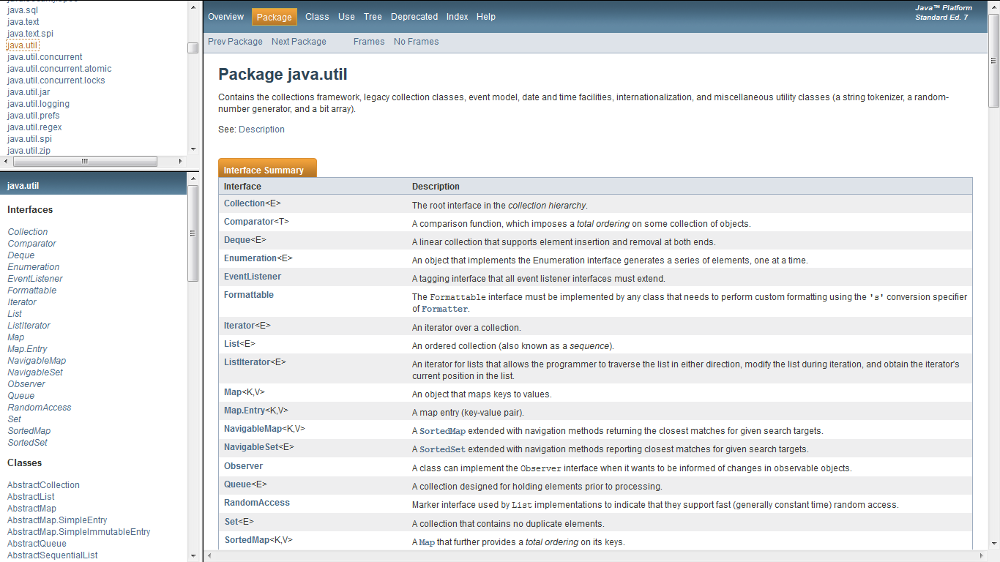 java.sql
java.text
java.text.spi
java.util
java.util.concurrent
java.util.concurrent.atomic
java.util.concurrent.locks
java.util.jar
java.util.logging
java.util.prefs
java.util.regex
java.util.spi
java.util.zip
java.util
Interfaces
Collection
Comparator
Deque
Enumeration
EventListener
Formattable
Iterator
List
ListIterator
Map
Map.Entry
NavigableMap
NavigableSet
Observer
Queue
RandomAccess
Set
SortedMap
SortedSet
Classes
AbstractCollection
AbstractList
AbstractMap
AbstractMap.SimpleEntry
AbstractMap.SimpleImmutableEntry
AbstractQueue
AbstractSequentialList
Overview Package Class Use Tree Deprecated Index Help
Java™ Platform
Standard Ed. 7
Prev Package Next Package Frames No Frames
Package java.util
Contains the collections framework, legacy collection classes, event model, date and time facilities, internationalization, and miscellaneous utility classes (a string tokenizer, a random-
number generator, and a bit array).
See: Description
Interface Summary
Interface Description
Collection<E> The root interface in the collection hierarchy.
Comparator<T> A comparison function, which imposes a total ordering on some collection of objects.
Deque<E> A linear collection that supports element insertion and removal at both ends.
Enumeration<E> An object that implements the Enumeration interface generates a series of elements, one at a time.
EventListener A tagging interface that all event listener interfaces must extend.
Formattable The Formattable interface must be implemented by any class that needs to perform custom formatting using the 's' conversion specifier
of Formatter.
Iterator<E> An iterator over a collection.
List<E> An ordered collection (also known as a sequence).
ListIterator<E> An iterator for lists that allows the programmer to traverse the list in either direction, modify the list during iteration, and obtain the iterator's
current position in the list.
Map<K,V> An object that maps keys to values.
Map.Entry<K,V> A map entry (key-value pair).
NavigableMap<K,V> A SortedMap extended with navigation methods returning the closest matches for given search targets.
NavigableSet<E> A SortedSet extended with navigation methods reporting closest matches for given search targets.
Observer A class can implement the Observer interface when it wants to be informed of changes in observable objects.
Queue<E> A collection designed for holding elements prior to processing.
RandomAccess Marker interface used by List implementations to indicate that they support fast (generally constant time) random access.
Set<E> A collection that contains no duplicate elements.
SortedMap<K,V> A Map that further provides a total ordering on its keys.